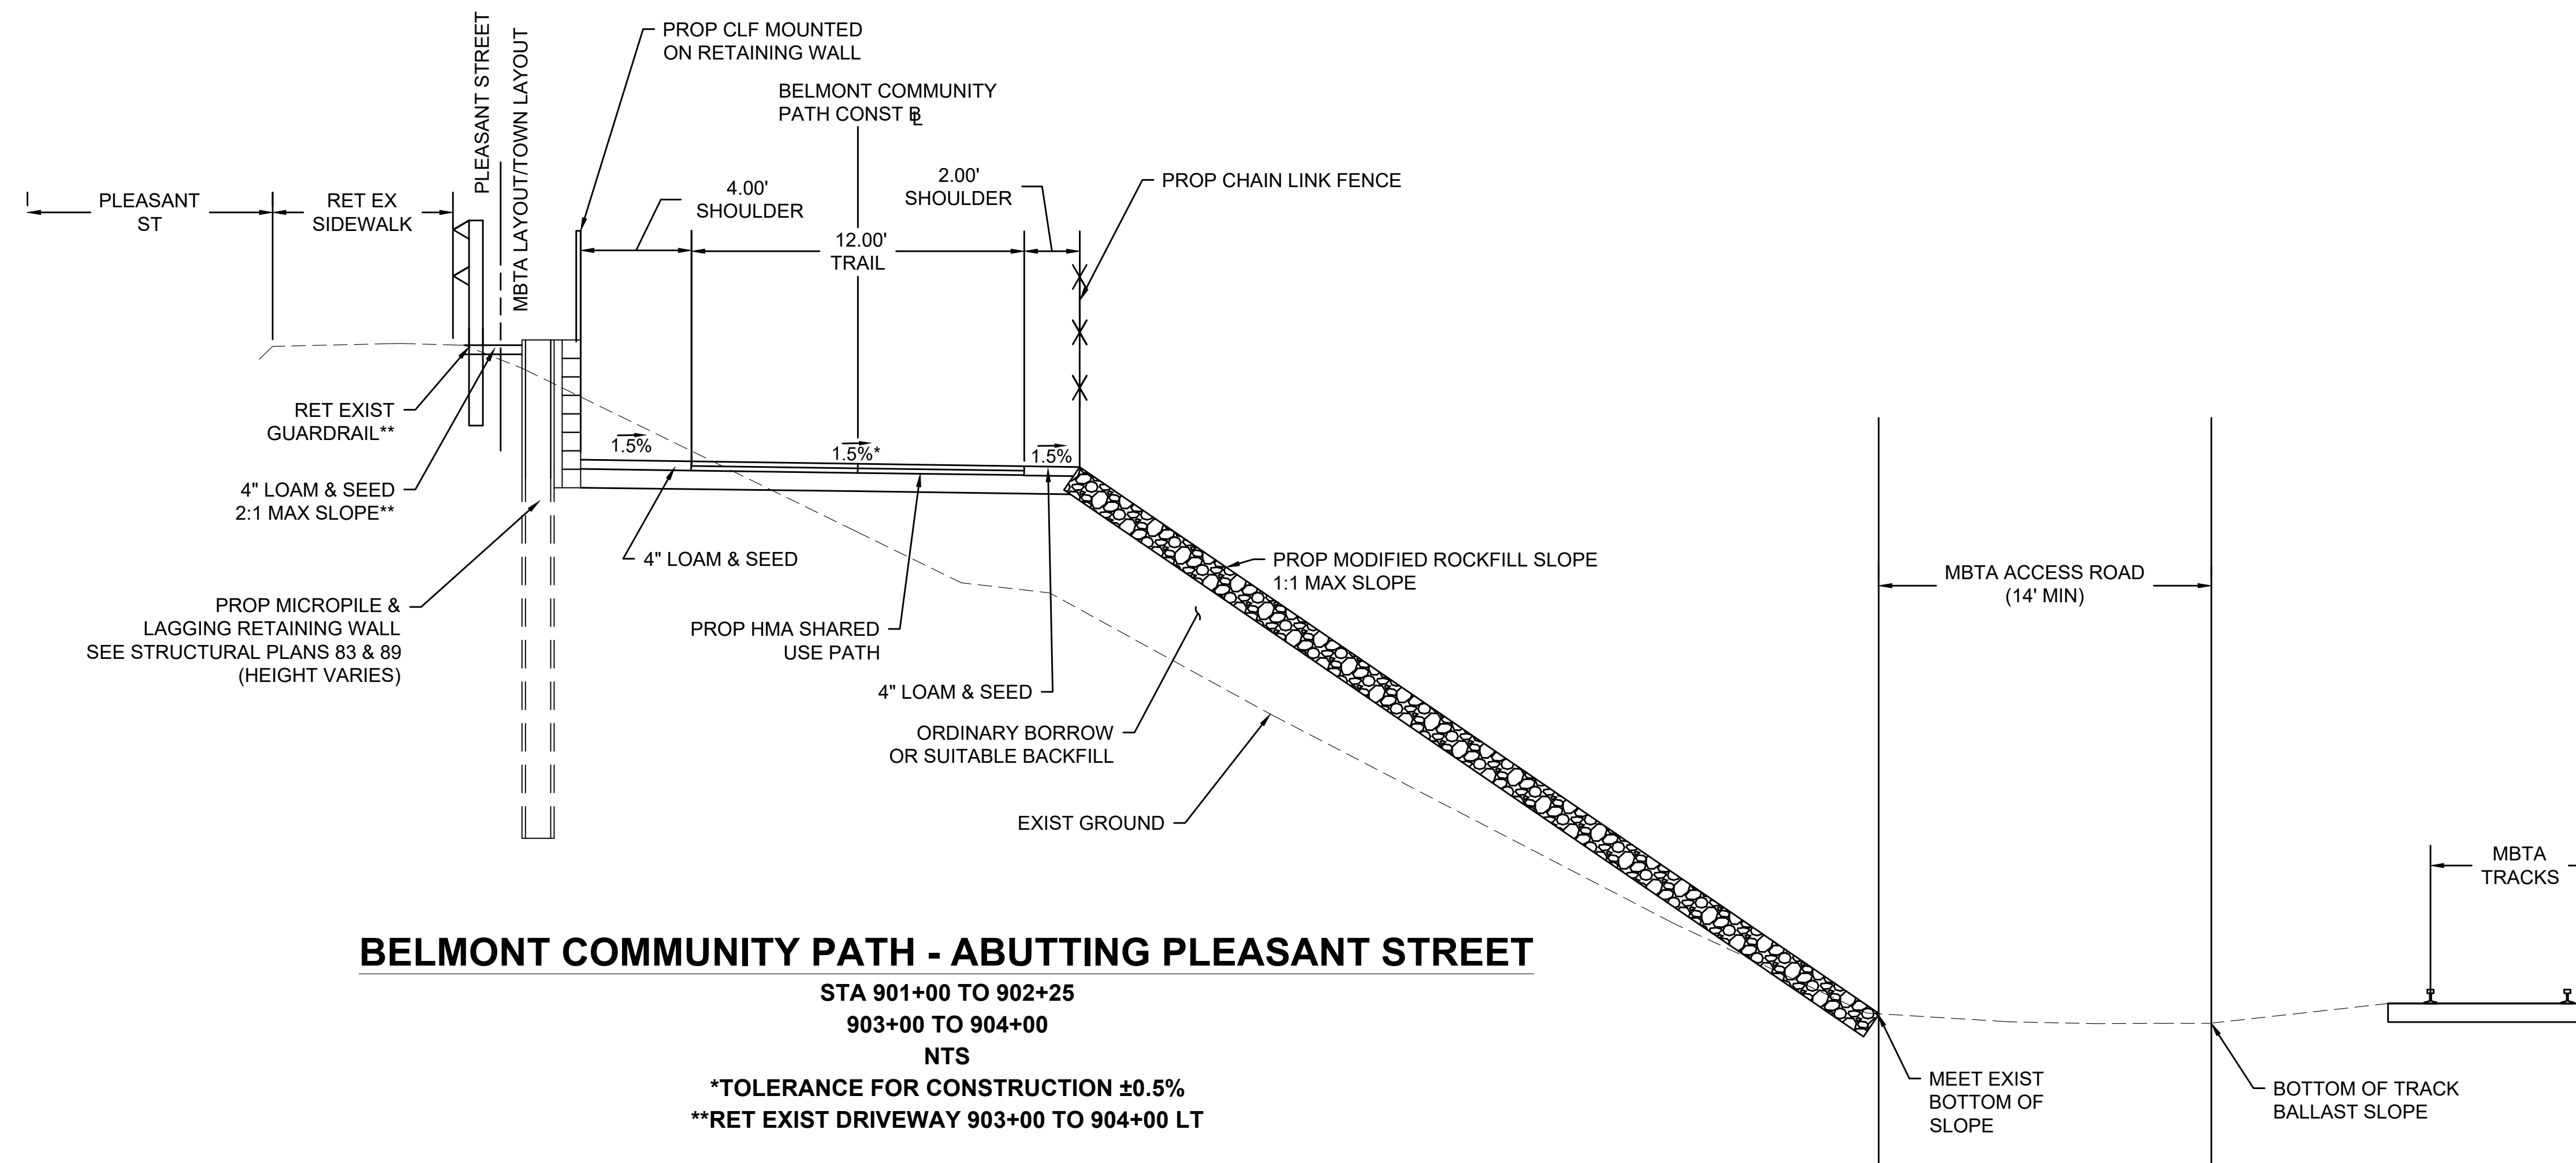 PROP CLF MOUNTED
ON RETAINING WALL
PLEASANT STREET
MBTA LAYOUT/TOWN LAYOUT
BELMONT COMMUNITY
PATH CONST BL
PLEASANT
ST
RET EX
SIDEWALK
4.00'
SHOULDER
12.00'
TRAIL
2.00'
SHOULDER
PROP CHAIN LINK FENCE
RET EXIST
GUARDRAIL**
4" LOAM & SEED
2:1 MAX SLOPE**
1.5%
1.5%*
1.5%
4" LOAM & SEED
PROP MODIFIED ROCKFILL SLOPE
1:1 MAX SLOPE
MBTA ACCESS ROAD
(14' MIN)
PROP MICROPILE &
LAGGING RETAINING WALL
SEE STRUCTURAL PLANS 83 & 89
(HEIGHT VARIES)
PROP HMA SHARED
USE PATH
4" LOAM & SEED
ORDINARY BORROW
OR SUITABLE BACKFILL
EXIST GROUND
MBTA
TRACKS
BELMONT COMMUNITY PATH - ABUTTING PLEASANT STREET
STA 901+00 TO 902+25
903+00 TO 904+00
NTS
*TOLERANCE FOR CONSTRUCTION ±0.5%
**RET EXIST DRIVEWAY 903+00 TO 904+00 LT
MEET EXIST
BOTTOM OF
SLOPE
BOTTOM OF TRACK
BALLAST SLOPE